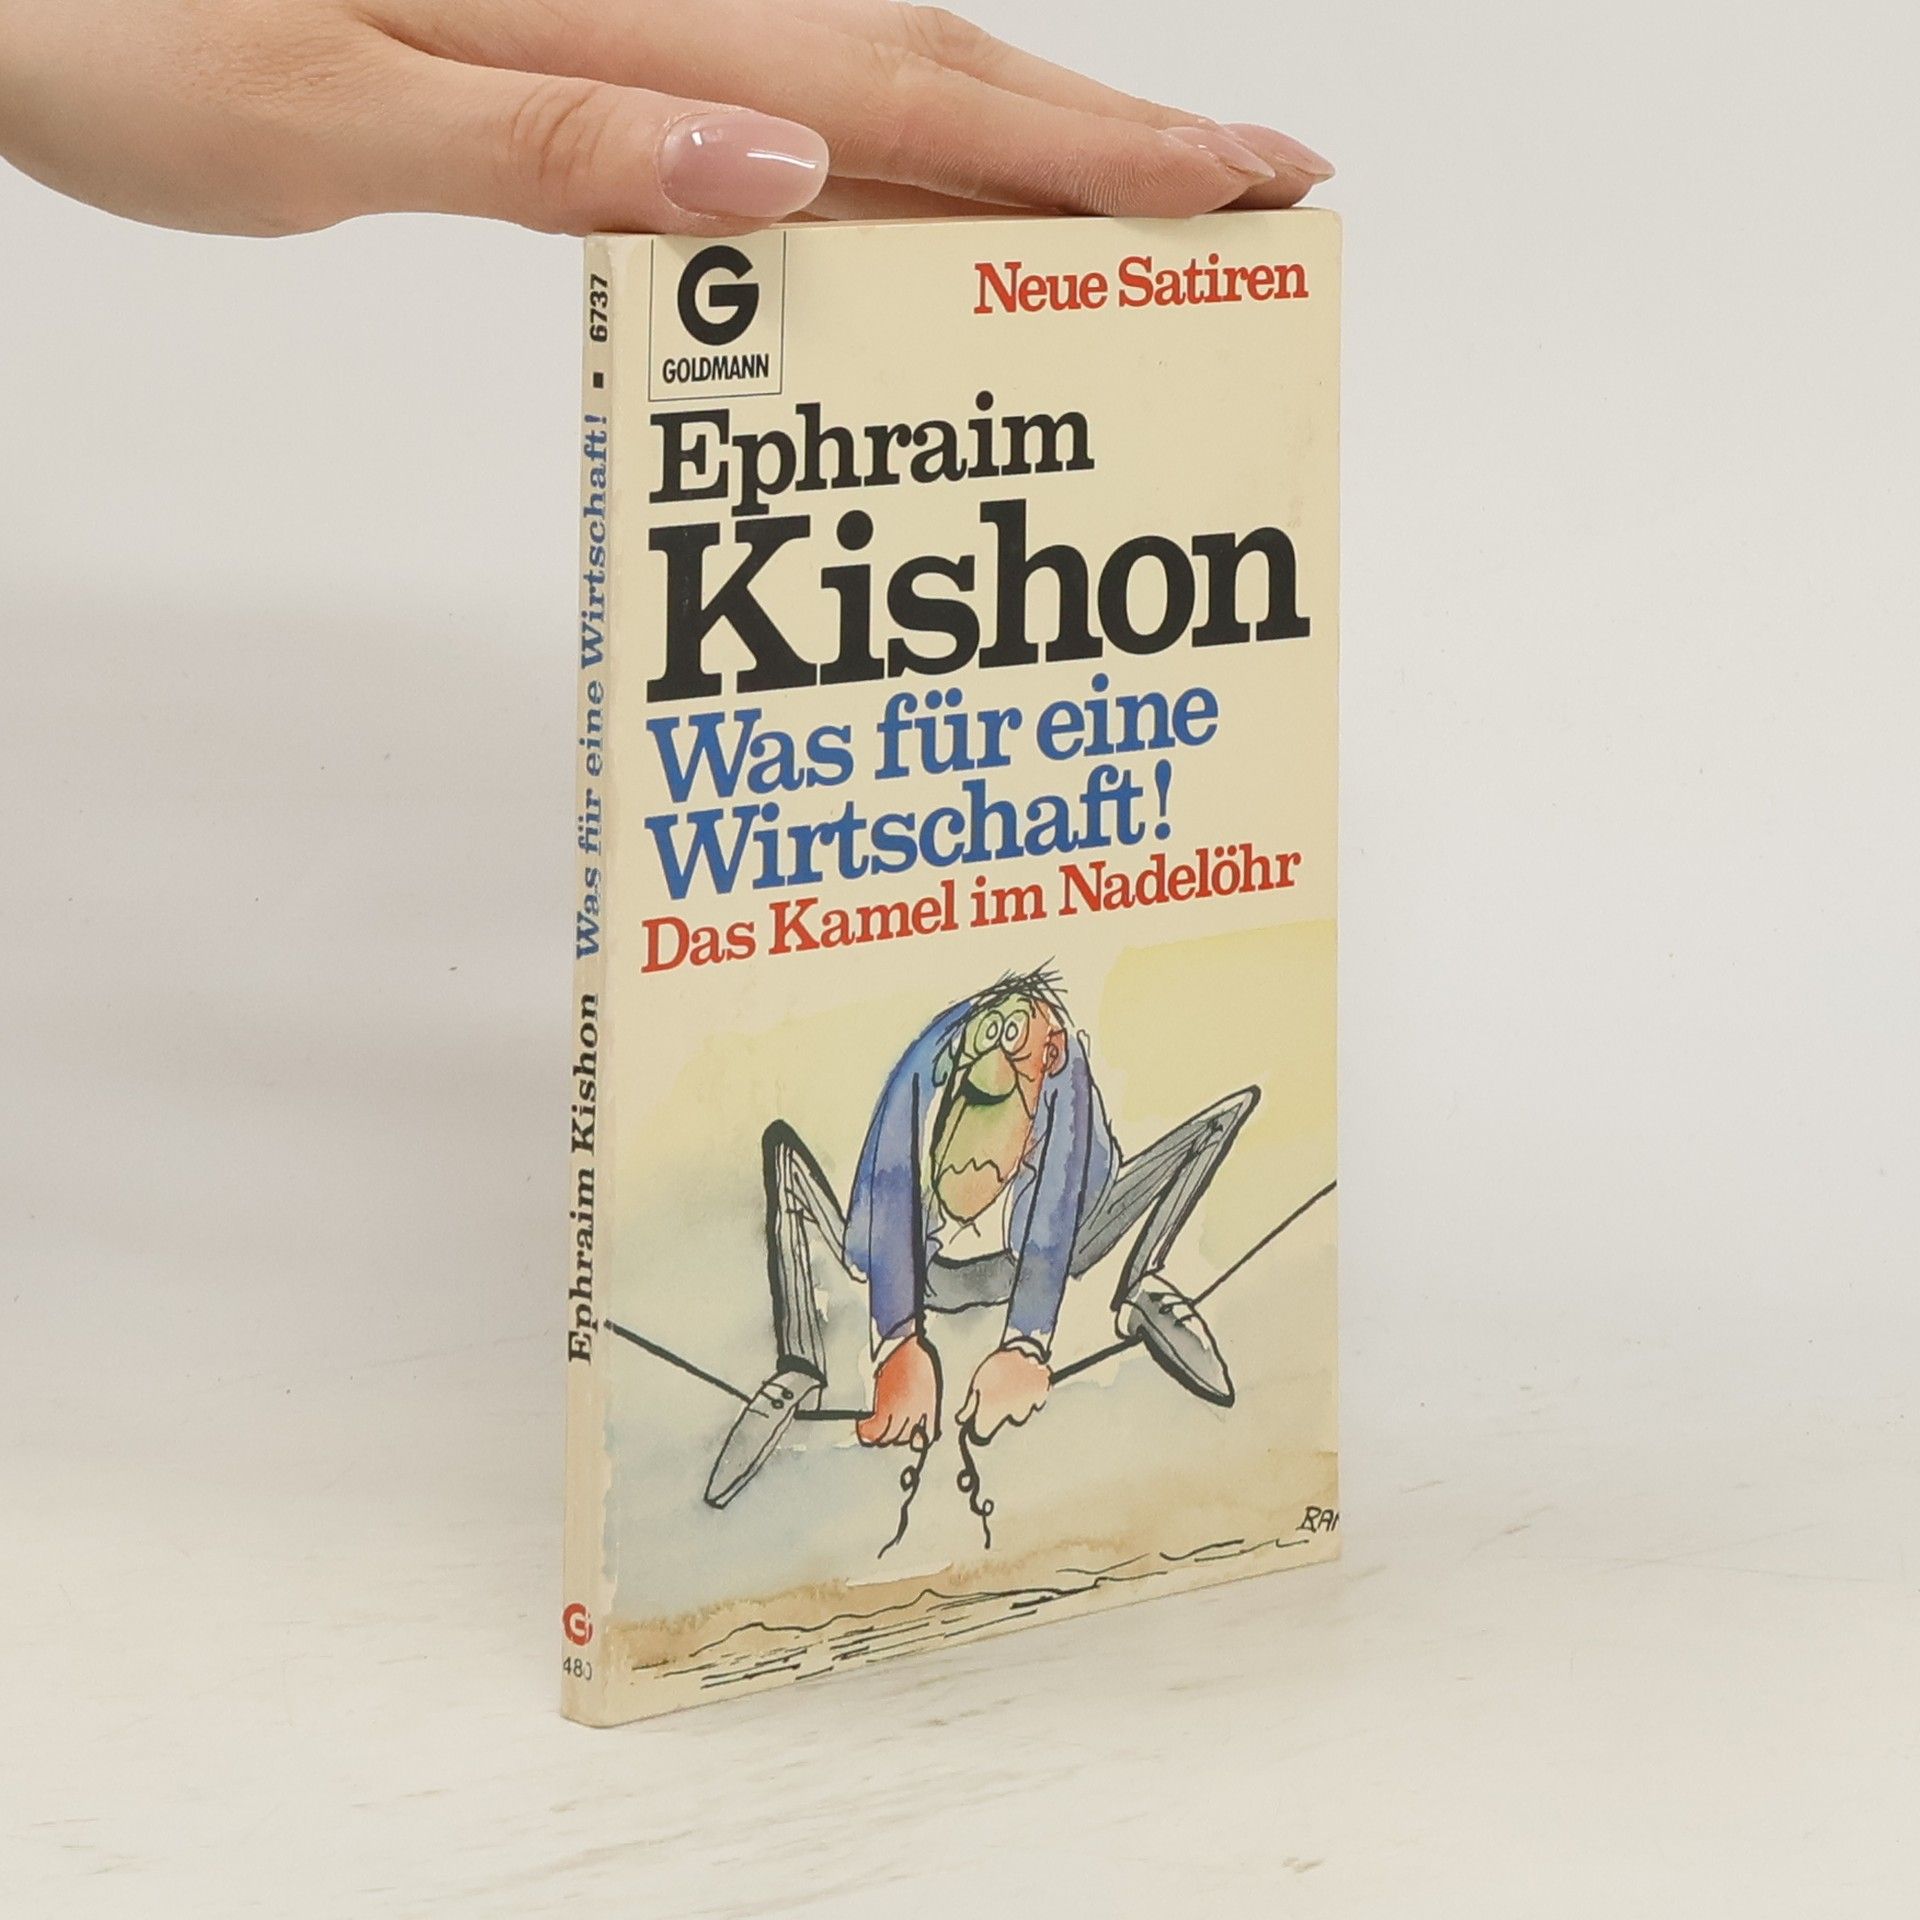 G
GOLDMANN
Neue Satiren
Ephraim
Kishon
Was für eine
Wirtschaft!
Das Kamel im Nadelöhr
Ephraim Kishon Was für eine Wirtschaft! ▪ 6737
G
480